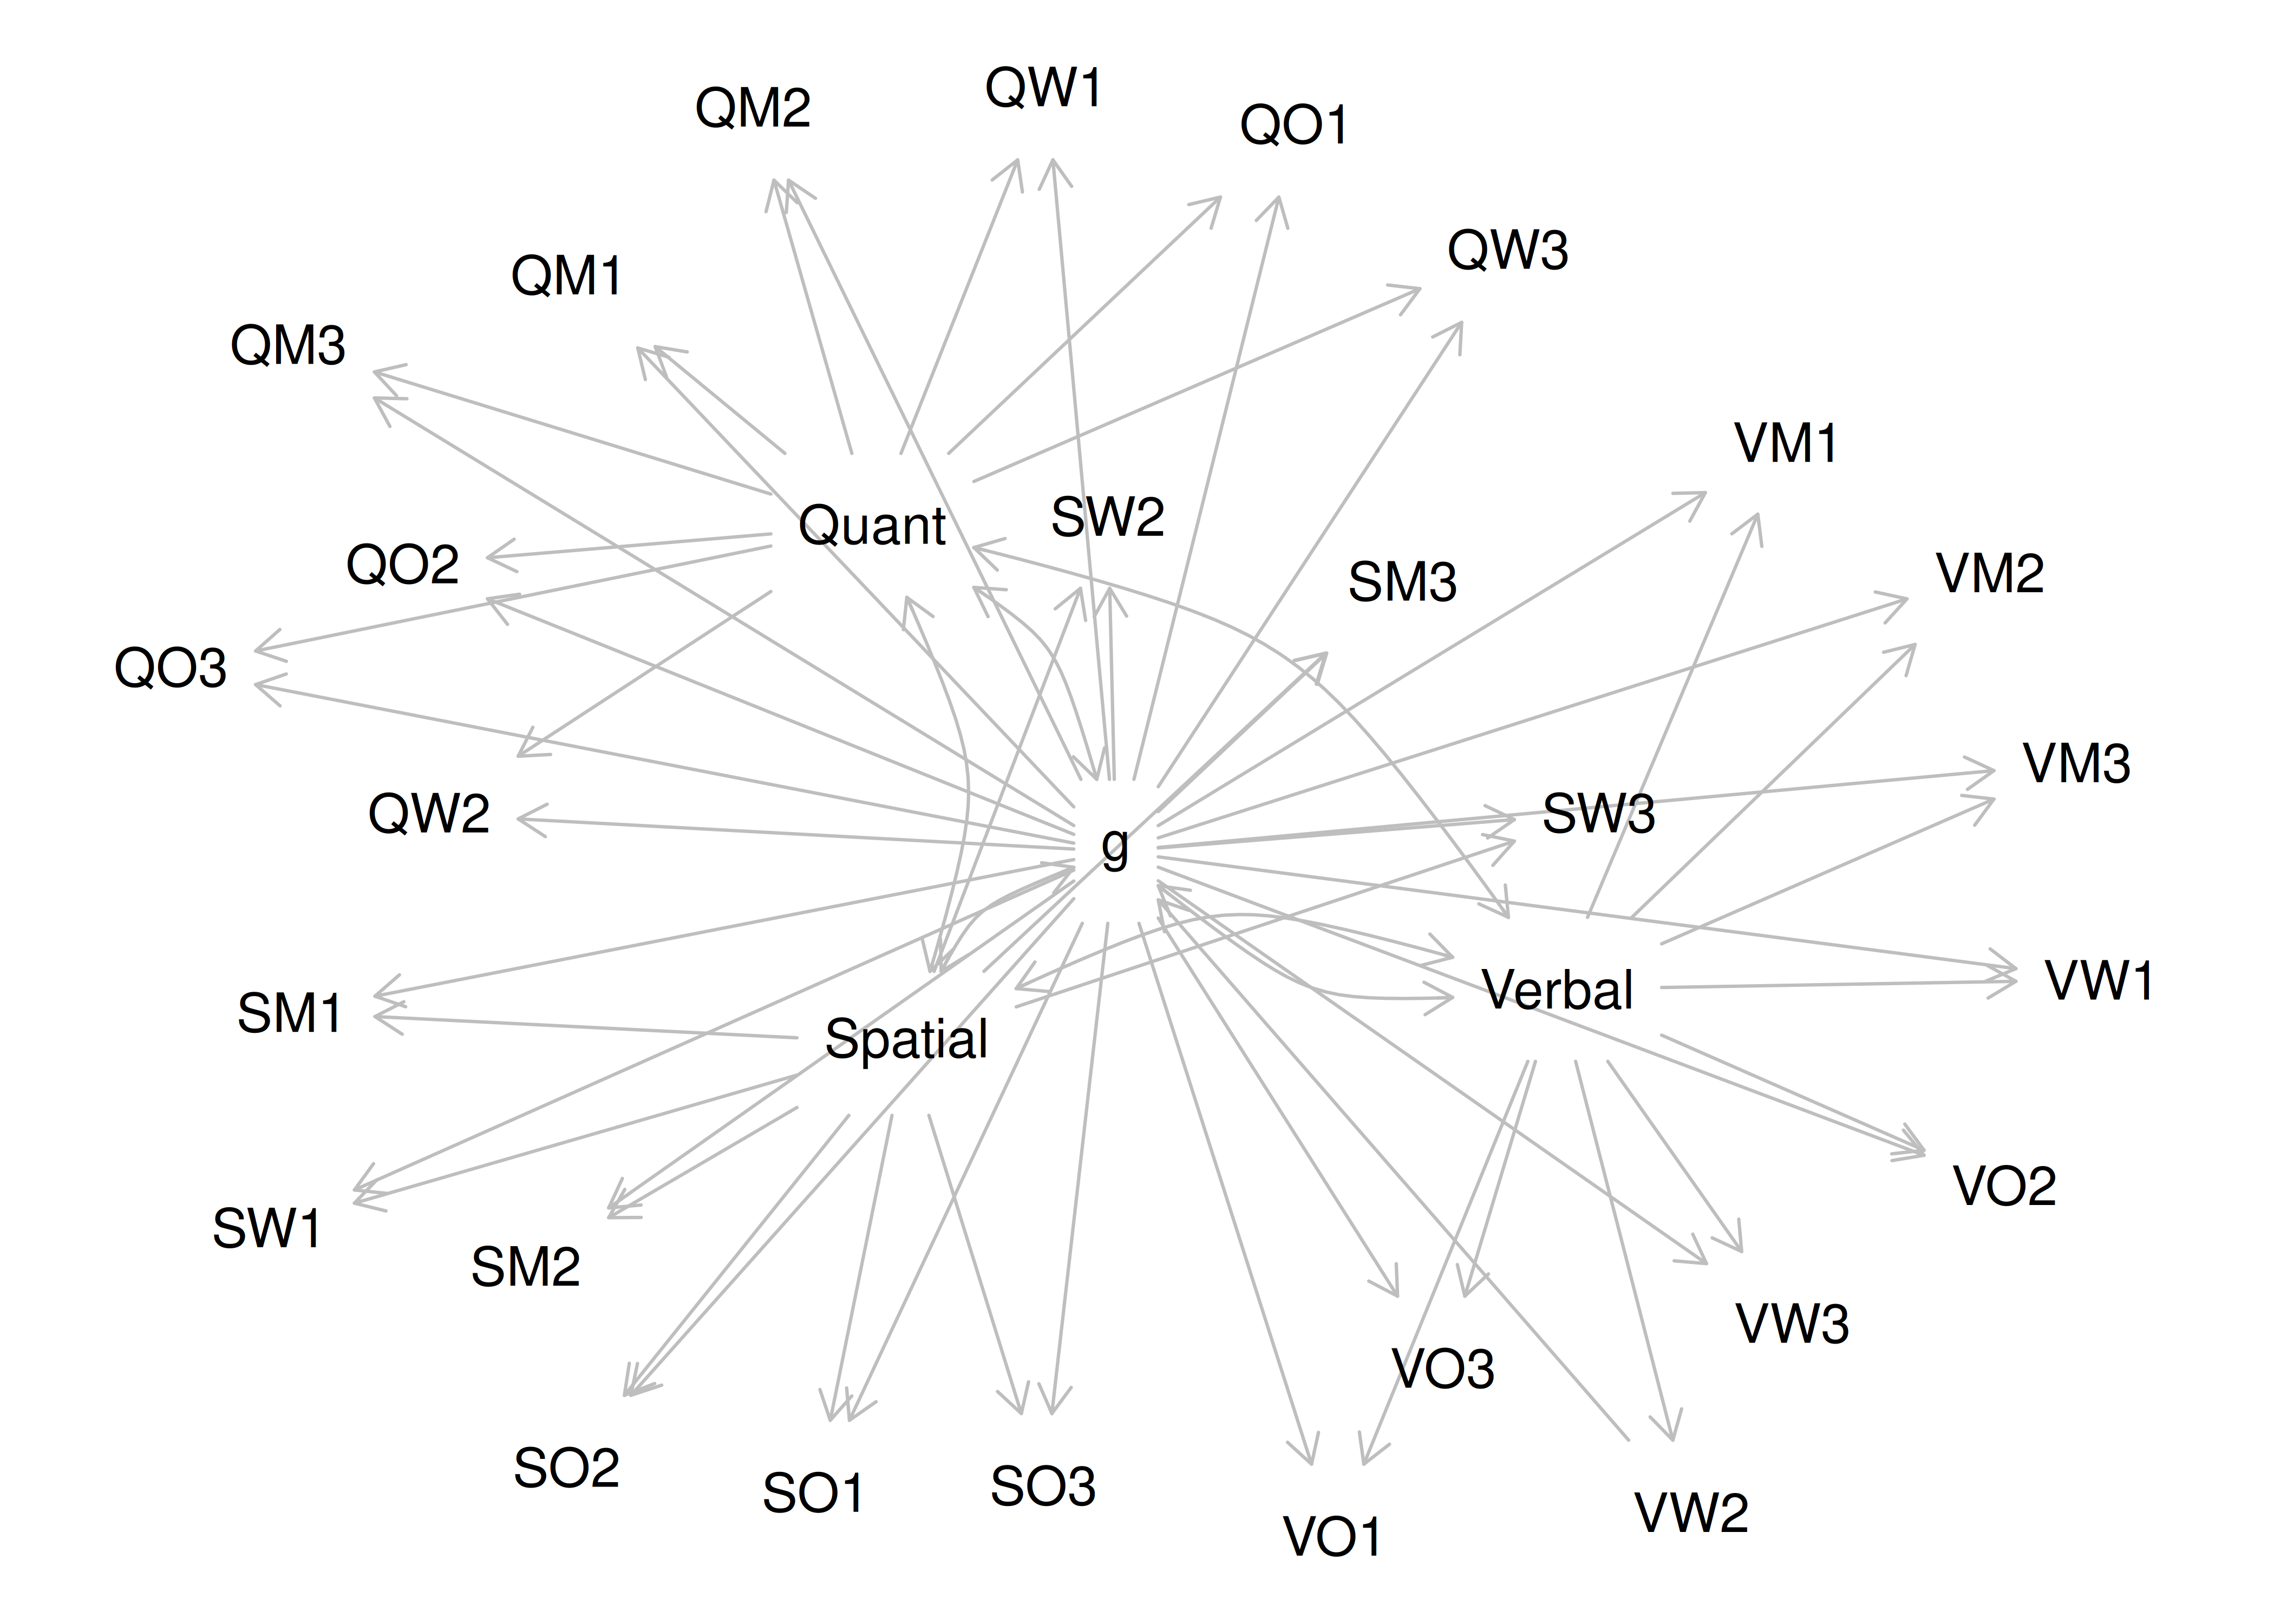 QW1
QM2
QO1
QW3
QM1
QM3
VM1
SW2
Quant
QO2
VM2
SM3
QO3
VM3
QW2
SW3
g
VW1
Verbal
SM1
Spatial
VO2
SW1
SM2
VW3
VO3
SO2
SO3
SO1
VW2
VO1